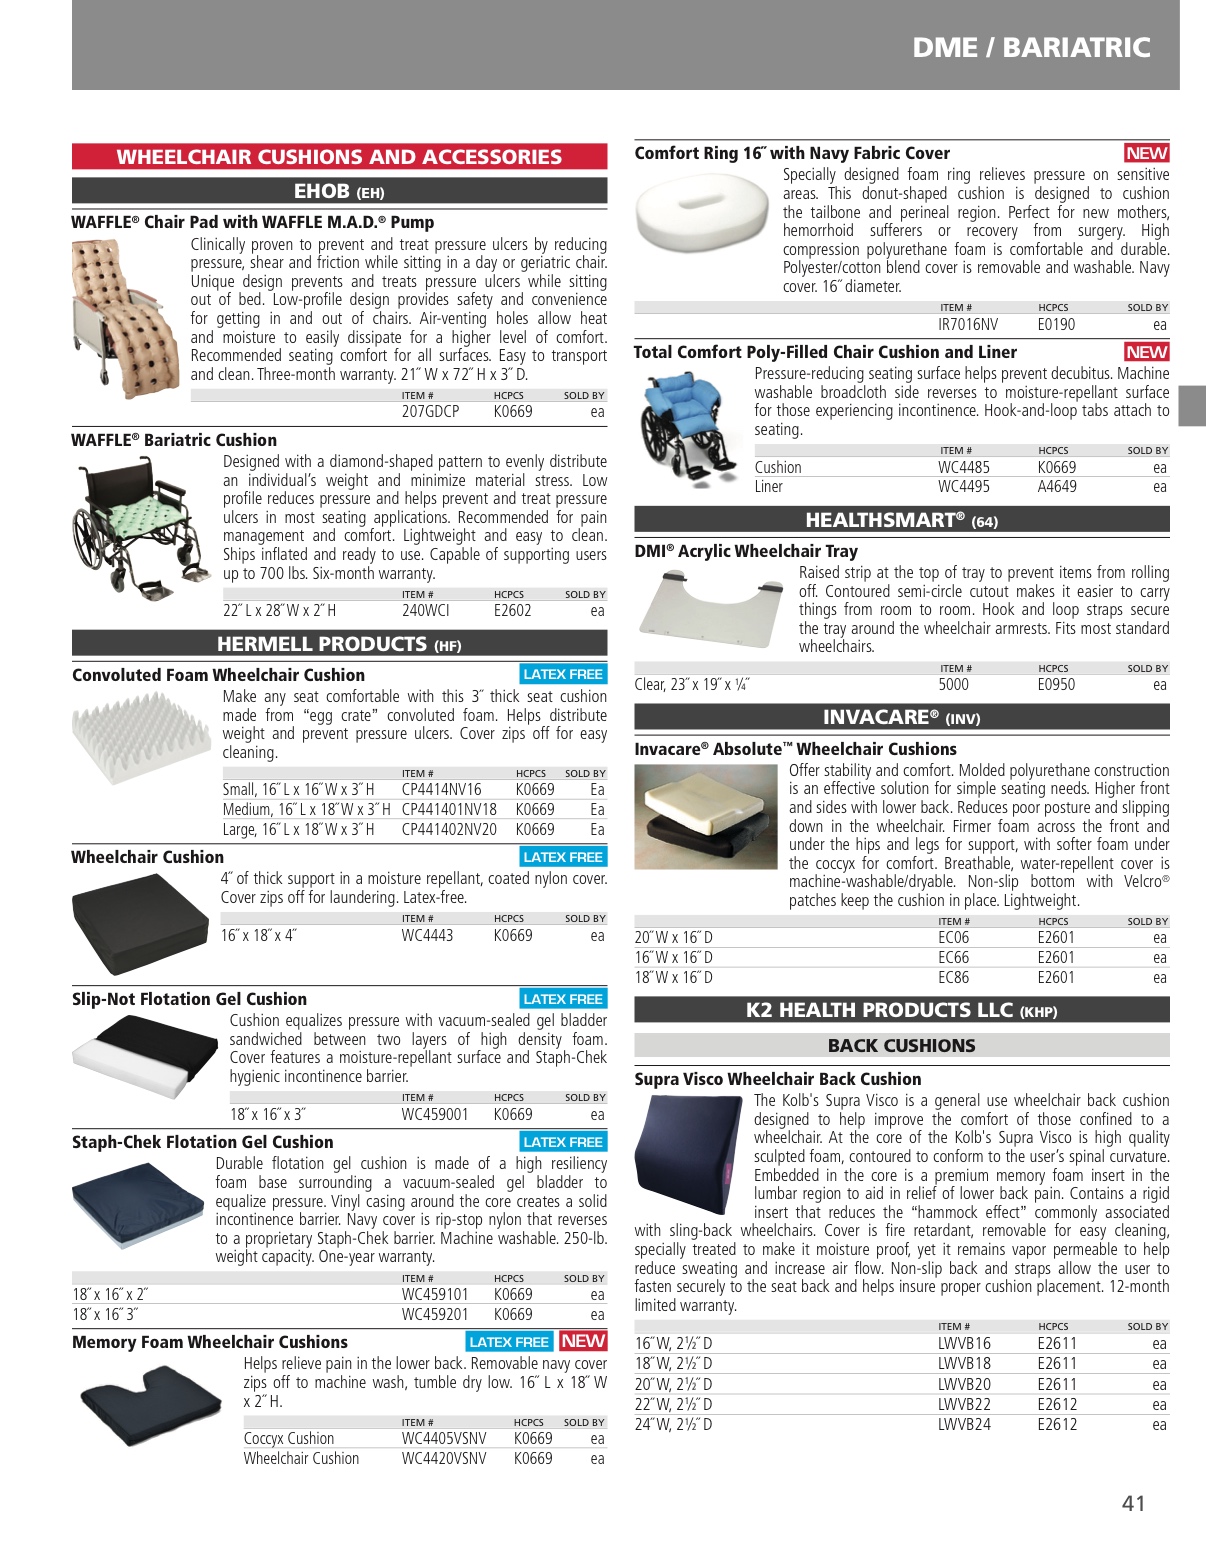 DME / BARIATRIC
WHEELCHAIR CUSHIONS AND ACCESSORIES
EHOB (EH)
WAFFLE® Chair Pad with WAFFLE M.A.D.® Pump
Clinically proven to prevent and treat pressure ulcers by reducing
pressure, shear and friction while sitting in a day or geriatric chair.
Unique design prevents and treats pressure ulcers while sitting
out of bed. Low-profile design provides safety and convenience
for getting in and out of chairs. Air-venting holes allow heat
and moisture to easily dissipate for a higher level of comfort.
Recommended seating comfort for all surfaces. Easy to transport
and clean. Three-month warranty. 21˝ W x 72˝ H x 3˝ D.
ITEM # HCPCS SOLD BY
207GDCP K0669 ea
WAFFLE® Bariatric Cushion
Designed with a diamond-shaped pattern to evenly distribute
an individual’s weight and minimize material stress. Low
profile reduces pressure and helps prevent and treat pressure
ulcers in most seating applications. Recommended for pain
management and comfort. Lightweight and easy to clean.
Ships inflated and ready to use. Capable of supporting users
up to 700 lbs. Six-month warranty.
ITEM # HCPCS SOLD BY
22˝ L x 28˝ W x 2˝ H 240WCI E2602 ea
HERMELL PRODUCTS (HF)
Convoluted Foam Wheelchair Cushion LATEX FREE
Make any seat comfortable with this 3˝ thick seat cushion
made from “egg crate” convoluted foam. Helps distribute
weight and prevent pressure ulcers. Cover zips off for easy
cleaning.
ITEM # HCPCS SOLD BY
Small, 16˝ L x 16˝ W x 3˝ H CP4414NV16 K0669 Ea
Medium, 16˝ L x 18˝ W x 3˝ H CP441401NV18 K0669 Ea
Large, 16˝ L x 18˝ W x 3˝ H CP441402NV20 K0669 Ea
Wheelchair Cushion LATEX FREE
4˝ of thick support in a moisture repellant, coated nylon cover.
Cover zips off for laundering. Latex-free.
ITEM # HCPCS SOLD BY
16˝ x 18˝ x 4˝ WC4443 K0669 ea
Slip-Not Flotation Gel Cushion LATEX FREE
Cushion equalizes pressure with vacuum-sealed gel bladder
sandwiched between two layers of high density foam.
Cover features a moisture-repellant surface and Staph-Chek
hygienic incontinence barrier.
ITEM # HCPCS SOLD BY
18˝ x 16˝ x 3˝ WC459001 K0669 ea
Staph-Chek Flotation Gel Cushion LATEX FREE
Durable flotation gel cushion is made of a high resiliency
foam base surrounding a vacuum-sealed gel bladder to
equalize pressure. Vinyl casing around the core creates a solid
incontinence barrier. Navy cover is rip-stop nylon that reverses
to a proprietary Staph-Chek barrier. Machine washable. 250-lb.
weight capacity. One-year warranty.
ITEM # HCPCS SOLD BY
18˝ x 16˝ x 2˝ WC459101 K0669 ea
18˝ x 16˝ 3˝ WC459201 K0669 ea
Memory Foam Wheelchair Cushions LATEX FREE NEW
Helps relieve pain in the lower back. Removable navy cover
zips off to machine wash, tumble dry low. 16˝ L x 18˝ W
x 2˝ H.
ITEM # HCPCS SOLD BY
Coccyx Cushion WC4405VSNV K0669 ea
Wheelchair Cushion WC4420VSNV K0669 ea
Comfort Ring 16˝ with Navy Fabric Cover NEW
Specially designed foam ring relieves pressure on sensitive
areas. This donut-shaped cushion is designed to cushion
the tailbone and perineal region. Perfect for new mothers,
hemorrhoid sufferers or recovery from surgery. High
compression polyurethane foam is comfortable and durable.
Polyester/cotton blend cover is removable and washable. Navy
cover. 16˝ diameter.
ITEM # HCPCS SOLD BY
IR7016NV E0190 ea
Total Comfort Poly-Filled Chair Cushion and Liner NEW
Pressure-reducing seating surface helps prevent decubitus. Machine
washable broadcloth side reverses to moisture-repellant surface
for those experiencing incontinence. Hook-and-loop tabs attach to
seating.
ITEM # HCPCS SOLD BY
Cushion WC4485 K0669 ea
Liner WC4495 A4649 ea
HEALTHSMART® (64)
DMI® Acrylic Wheelchair Tray
Raised strip at the top of tray to prevent items from rolling
off. Contoured semi-circle cutout makes it easier to carry
things from room to room. Hook and loop straps secure
the tray around the wheelchair armrests. Fits most standard
wheelchairs.
ITEM # HCPCS SOLD BY
Clear, 23˝ x 19˝ x ¼˝ 5000 E0950 ea
INVACARE® (INV)
Invacare® Absolute™ Wheelchair Cushions
Offer stability and comfort. Molded polyurethane construction
is an effective solution for simple seating needs. Higher front
and sides with lower back. Reduces poor posture and slipping
down in the wheelchair. Firmer foam across the front and
under the hips and legs for support, with softer foam under
the coccyx for comfort. Breathable, water-repellent cover is
machine-washable/dryable. Non-slip bottom with Velcro®
patches keep the cushion in place. Lightweight.
ITEM # HCPCS SOLD BY
20˝ W x 16˝ D EC06 E2601 ea
16˝ W x 16˝ D EC66 E2601 ea
18˝ W x 16˝ D EC86 E2601 ea
K2 HEALTH PRODUCTS LLC (KHP)
BACK CUSHIONS
Supra Visco Wheelchair Back Cushion
The Kolb's Supra Visco is a general use wheelchair back cushion
designed to help improve the comfort of those confined to a
wheelchair. At the core of the Kolb's Supra Visco is high quality
sculpted foam, contoured to conform to the user’s spinal curvature.
Embedded in the core is a premium memory foam insert in the
lumbar region to aid in relief of lower back pain. Contains a rigid
insert that reduces the “hammock effect” commonly associated
with sling-back wheelchairs. Cover is fire retardant, removable for easy cleaning,
specially treated to make it moisture proof, yet it remains vapor permeable to help
reduce sweating and increase air flow. Non-slip back and straps allow the user to
fasten securely to the seat back and helps insure proper cushion placement. 12-month
limited warranty.
ITEM # HCPCS SOLD BY
16˝ W, 2½˝ D LWVB16 E2611 ea
18˝ W, 2½˝ D LWVB18 E2611 ea
20˝ W, 2½˝ D LWVB20 E2611 ea
22˝ W, 2½˝ D LWVB22 E2612 ea
24˝ W, 2½˝ D LWVB24 E2612 ea
41